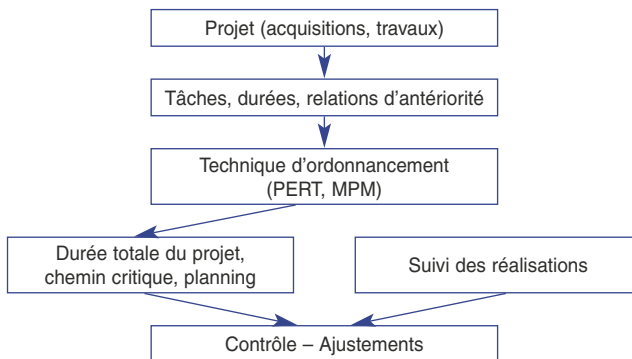 Projet (acquisitions, travaux)
Tâches, durées, relations d’antériorité
Technique d’ordonnancement
(PERT, MPM)
Durée totale du projet,
chemin critique, planning
Suivi des réalisations
Contrôle – Ajustements